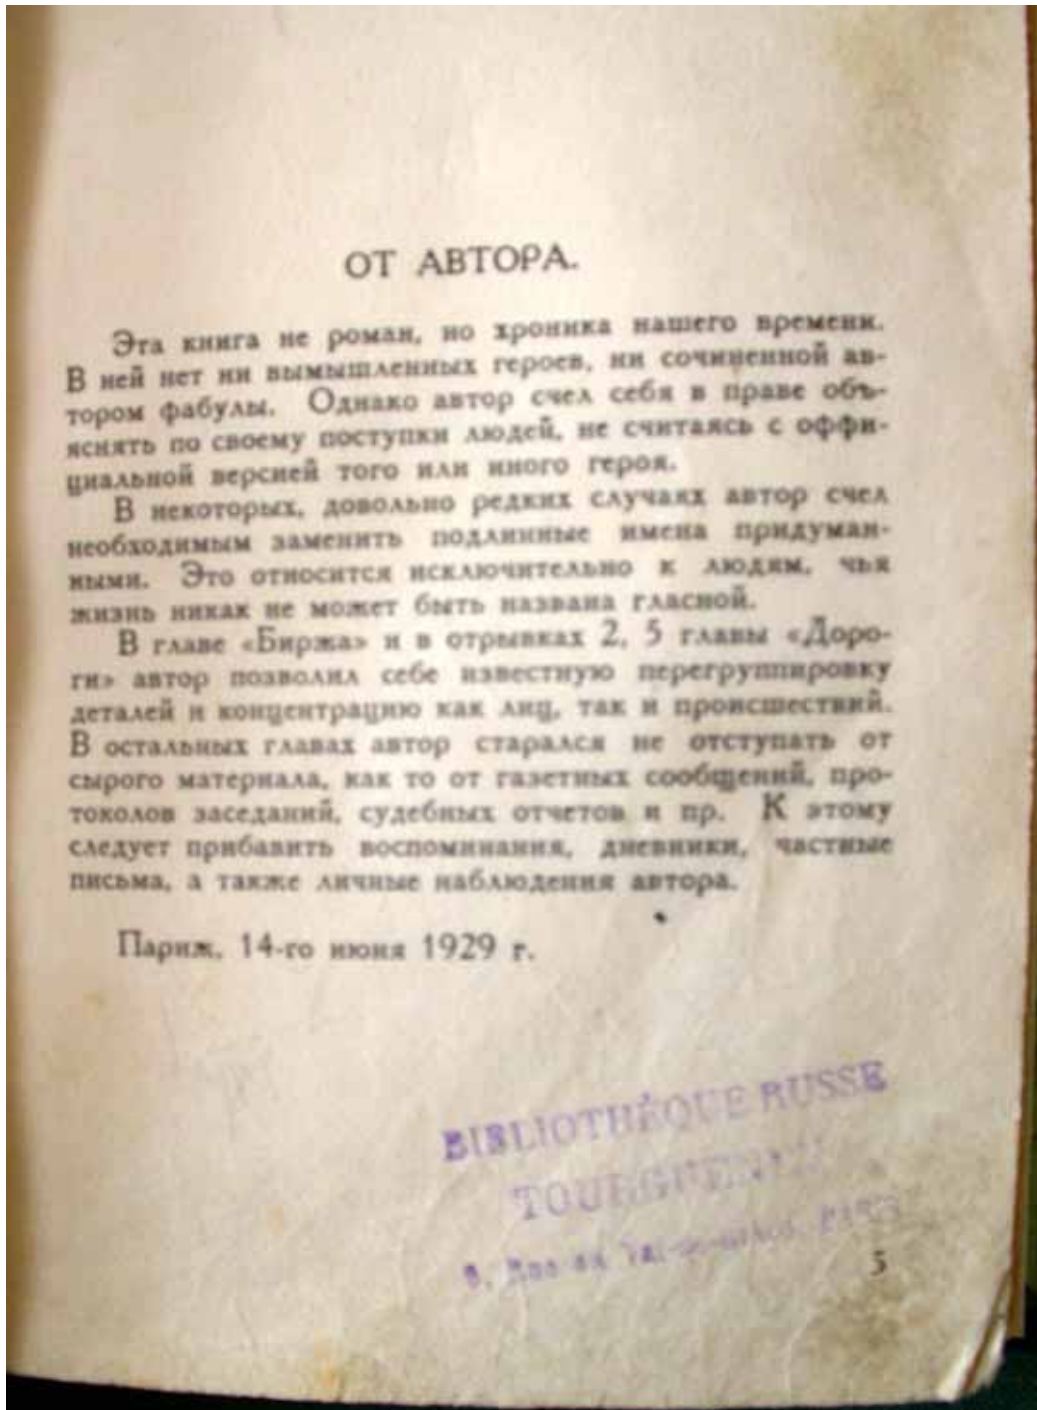 ОТ АВТОРА.
Эта книга не роман, но хроника нашего времени.
В ней нет ни вымышленных героев, ни сочиненной ав-
тором фабулы. Однако автор счел себя в праве объ-
яснять по своему поступки людей, не считаясь с оффи-
циальной версией того или иного героя.
В некоторых, довольно редких случаях автор счел
необходимым заменить подлинные имена придуман-
ными. Это относится исключительно к людям, чья
жизнь никак не может быть названа гласной.
В главе «Биржа» и в отрывках 2, 5 главы «Доро-
ги» автор позволил себе известную перегруппировку
деталей и концентрацию как лиц, так и происшествий.
В остальных главах автор старался не отступать от
сырого материала, как то от газетных сообщений, про-
токолов заседаний, судебных отчетов и пр. К этому
следует прибавить воспоминания, дневники, частные
письма, а также личные наблюдения автора.
Париж, 14-го июня 1929 г.
BIBLIOTHÉQUE RUSSE
Rue PARIS
5